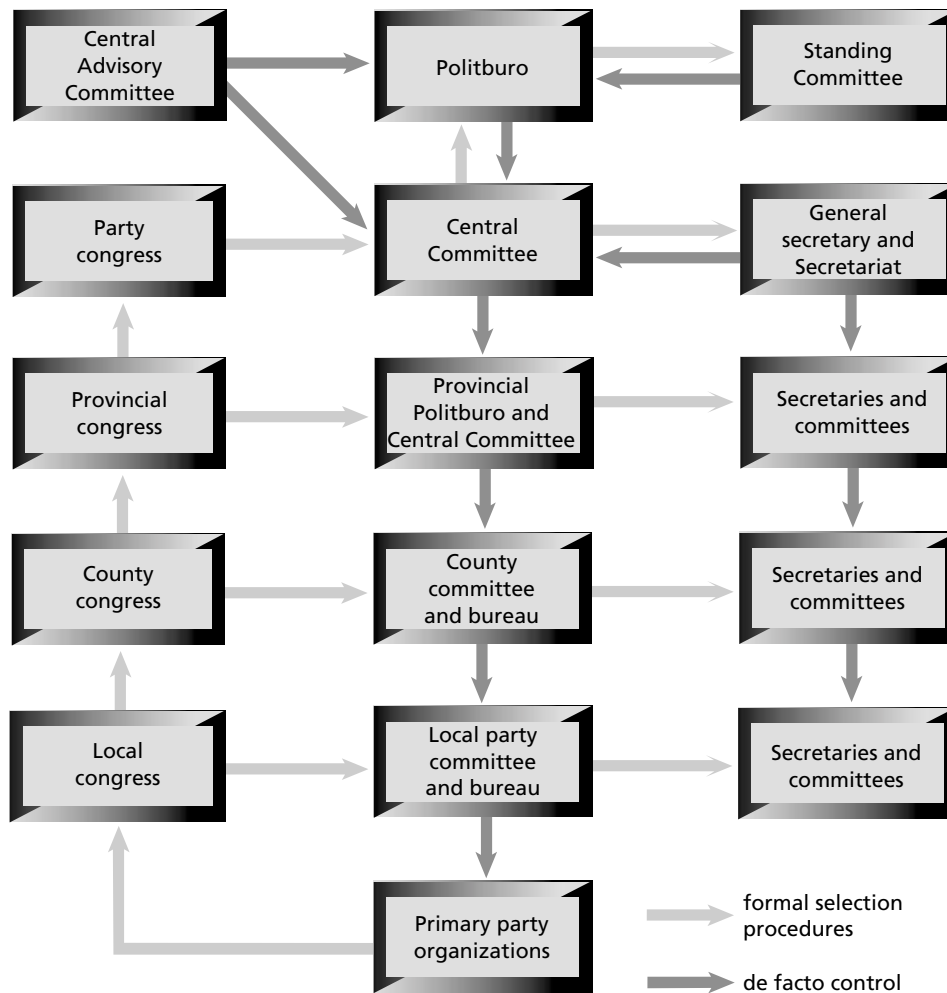 Central
Advisory
Committee
Politburo
Standing
Committee
Party
congress
Central
Committee
General
secretary and
Secretariat
Provincial
congress
Provincial
Politburo and
Central Committee
Secretaries and
committees
County
congress
County
committee
and bureau
Secretaries and
committees
Local
congress
Local party
committee
and bureau
Secretaries and
committees
Primary party
organizations
formal selection
procedures
de facto control